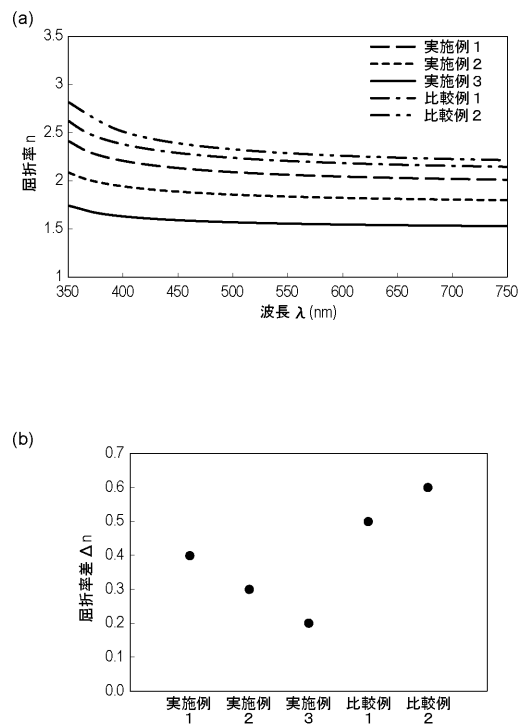 (a)
3.5
3
2.5
2
1.5
1
屈折率 n
実施例 1
実施例 2
実施例 3
比較例 1
比較例 2
350 400 450 500 550 600 650 700 750
波長 λ (nm)
(b)
0.7
0.6
0.5
0.4
0.3
0.2
0.1
0.0
屈折率差 Δn
実施例 実施例 実施例 比較例 比較例
1 2 3 1 2